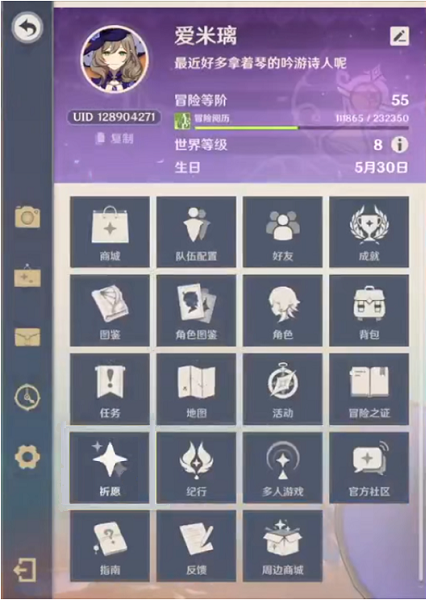 爱米璃
最近好多拿着琴的吟游诗人呢
冒险等阶 55
冒险阅历 111865 / 232350
UID 128904271
复制
世界等级 8
生日 5月30日
商城 队伍配置 好友 成就
图鉴 角色图鉴 角色 背包
任务 地图 活动 冒险之证
祈愿 纪行 多人游戏 官方社区
指南 反馈 周边商城